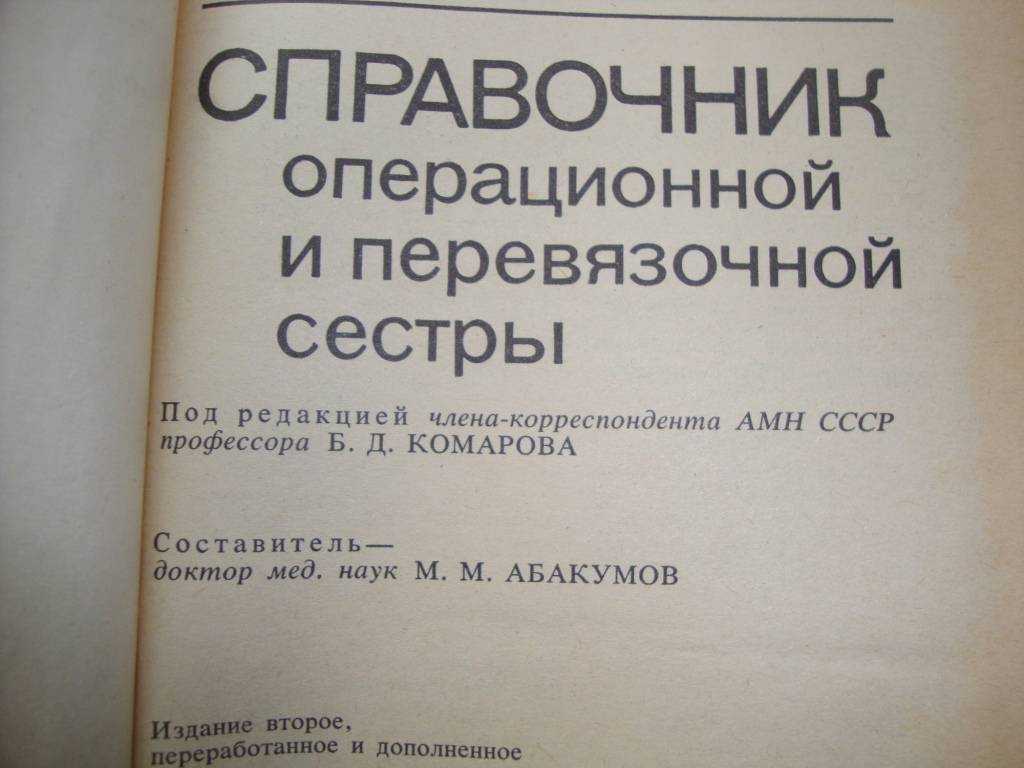 СПРАВОЧНИК
операционной
и перевязочной
сестры
Под редакцией члена-корреспондента АМН СССР
профессора Б. Д. КОМАРОВА
Составитель—
доктор мед. наук М. М. АБАКУМОВ
Издание второе,
переработанное и дополненное